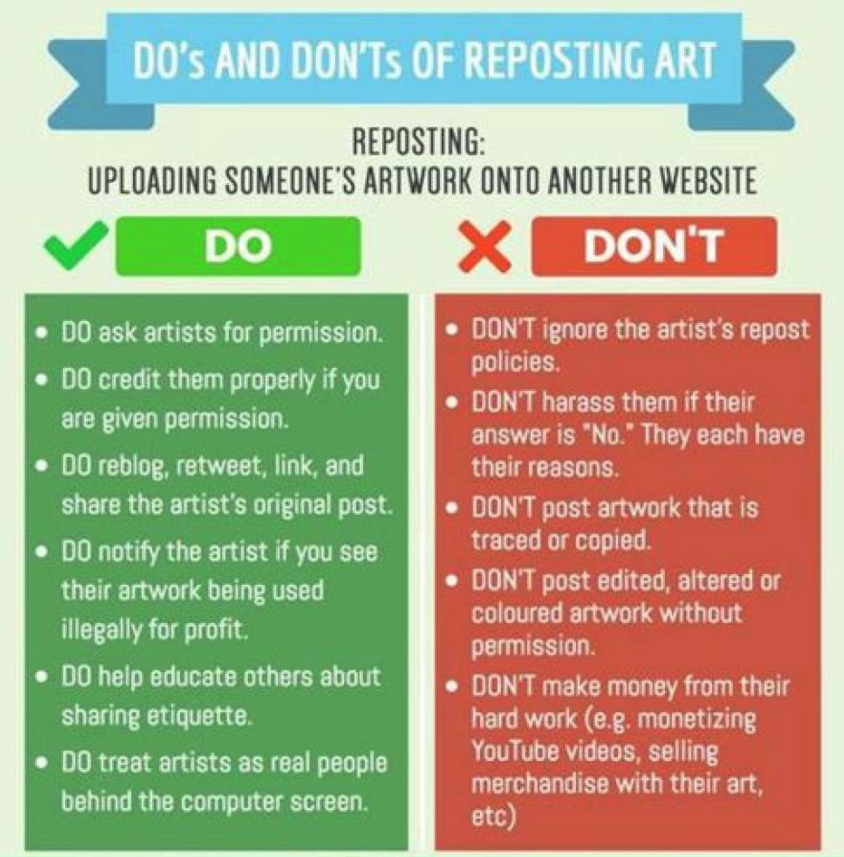 DO's AND DON'Ts OF REPOSTING ART
REPOSTING:
UPLOADING SOMEONE'S ARTWORK ONTO ANOTHER WEBSITE
DO
• DO ask artists for permission.
• DO credit them properly if you
are given permission.
• DO reblog, retweet, link, and
share the artist's original post.
• DO notify the artist if you see
their artwork being used
illegally for profit.
• DO help educate others about
sharing etiquette.
• DO treat artists as real people
behind the computer screen.
DON'T
• DON'T ignore the artist's repost
policies.
• DON'T harass them if their
answer is "No." They each have
their reasons.
• DON'T post artwork that is
traced or copied.
• DON'T post edited, altered or
coloured artwork without
permission.
• DON'T make money from their
hard work (e.g. monetizing
YouTube videos, selling
merchandise with their art,
etc)